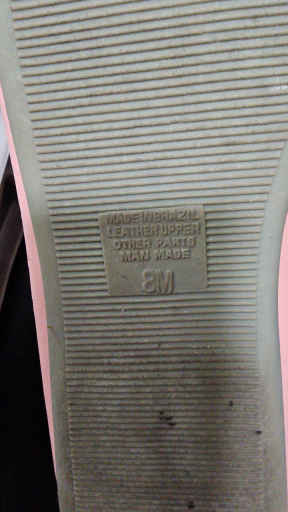 MADE IN BRAZIL
LEATHER UPPER
OTHER PARTS
MAN MADE
8M